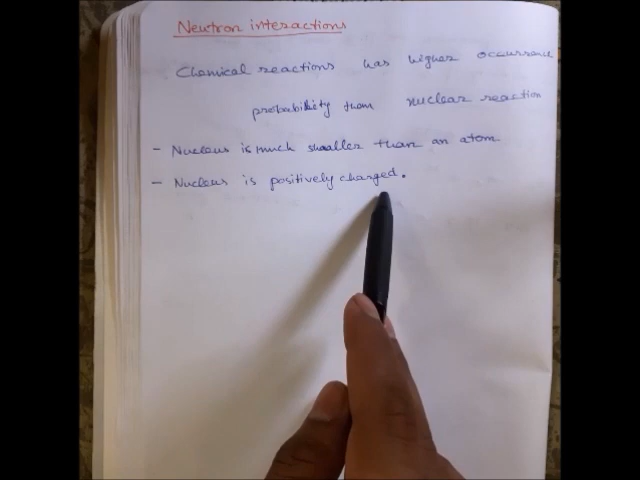 Neutron interactions
Chemical reactions has higher occurrence
probability than nuclear reaction
- Nucleus is much smaller than an atom
- Nucleus is positively charged.